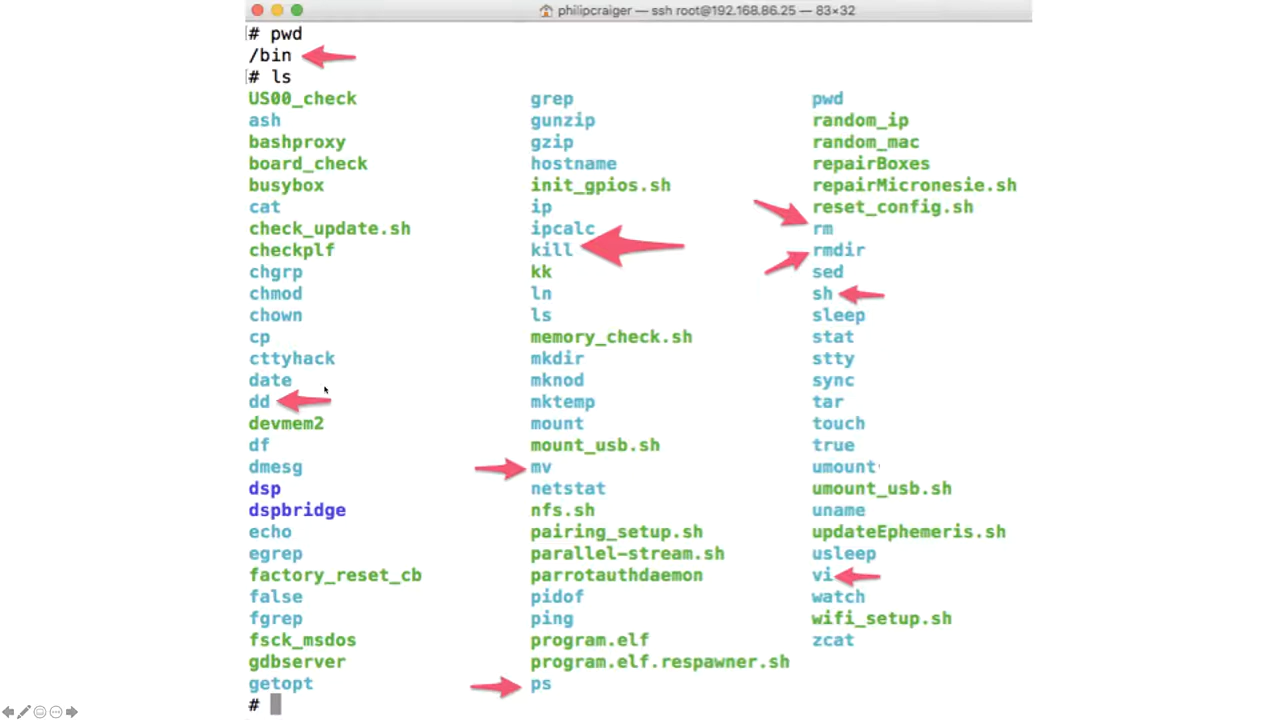 philipcraiger — ssh root@192.168.86.25 — 83×32
# pwd
/bin
# ls
US00_check grep pwd
ash gunzip random_ip
bashproxy gzip random_mac
board_check hostname repairBoxes
busybox init_gpios.sh repairMicronesie.sh
cat ip reset_config.sh
check_update.sh ipcalc rm
checkplf kill rmdir
chgrp kk sed
chmod ln sh
chown ls sleep
cp memory_check.sh stat
cttyhack mkdir stty
date mknod sync
dd mktemp tar
devmem2 mount touch
df mount_usb.sh true
dmesg mv umount
dsp netstat umount_usb.sh
dspbridge nfs.sh uname
echo pairing_setup.sh updateEphemeris.sh
egrep parallel-stream.sh usleep
factory_reset_cb parrotauthdaemon vi
false pidof watch
fgrep ping wifi_setup.sh
fsck_msdos program.elf zcat
gdbserver program.elf.respawner.sh
getopt ps
#